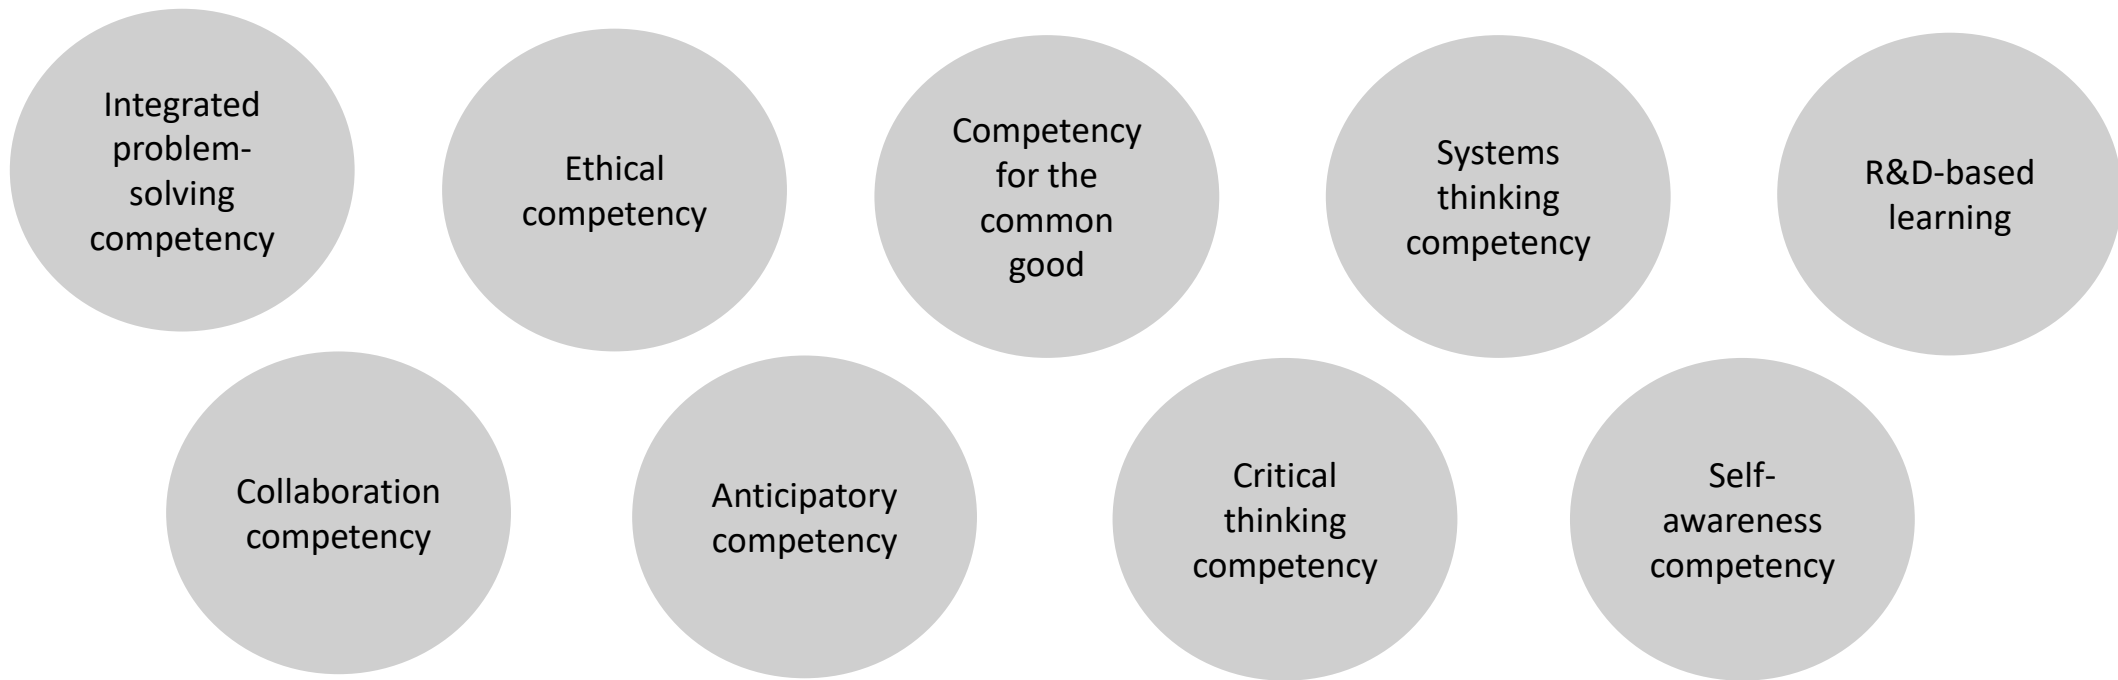 Integrated
problem-
solving
competency
Ethical
competency
Competency
for the
common
good
Systems
thinking
competency
R&D-based
learning
Collaboration
competency
Anticipatory
competency
Critical
thinking
competency
Self-
awareness
competency